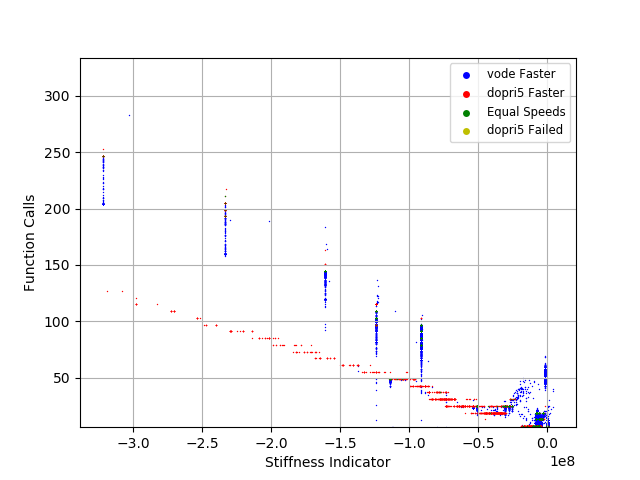 vode Faster
dopri5 Faster
Equal Speeds
dopri5 Failed
300
250
200
150
100
50
Function Calls
−3.0 −2.5 −2.0 −1.5 −1.0 −0.5 0.0
1e8
Stiffness Indicator